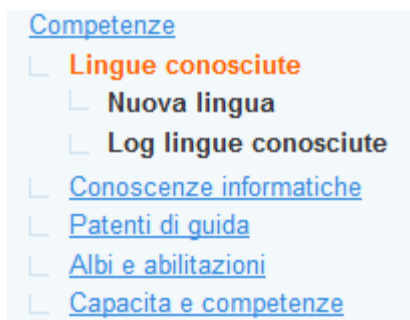 Competenze
Lingue conosciute
Nuova lingua
Log lingue conosciute
Conoscenze informatiche
Patenti di guida
Albi e abilitazioni
Capacita e competenze